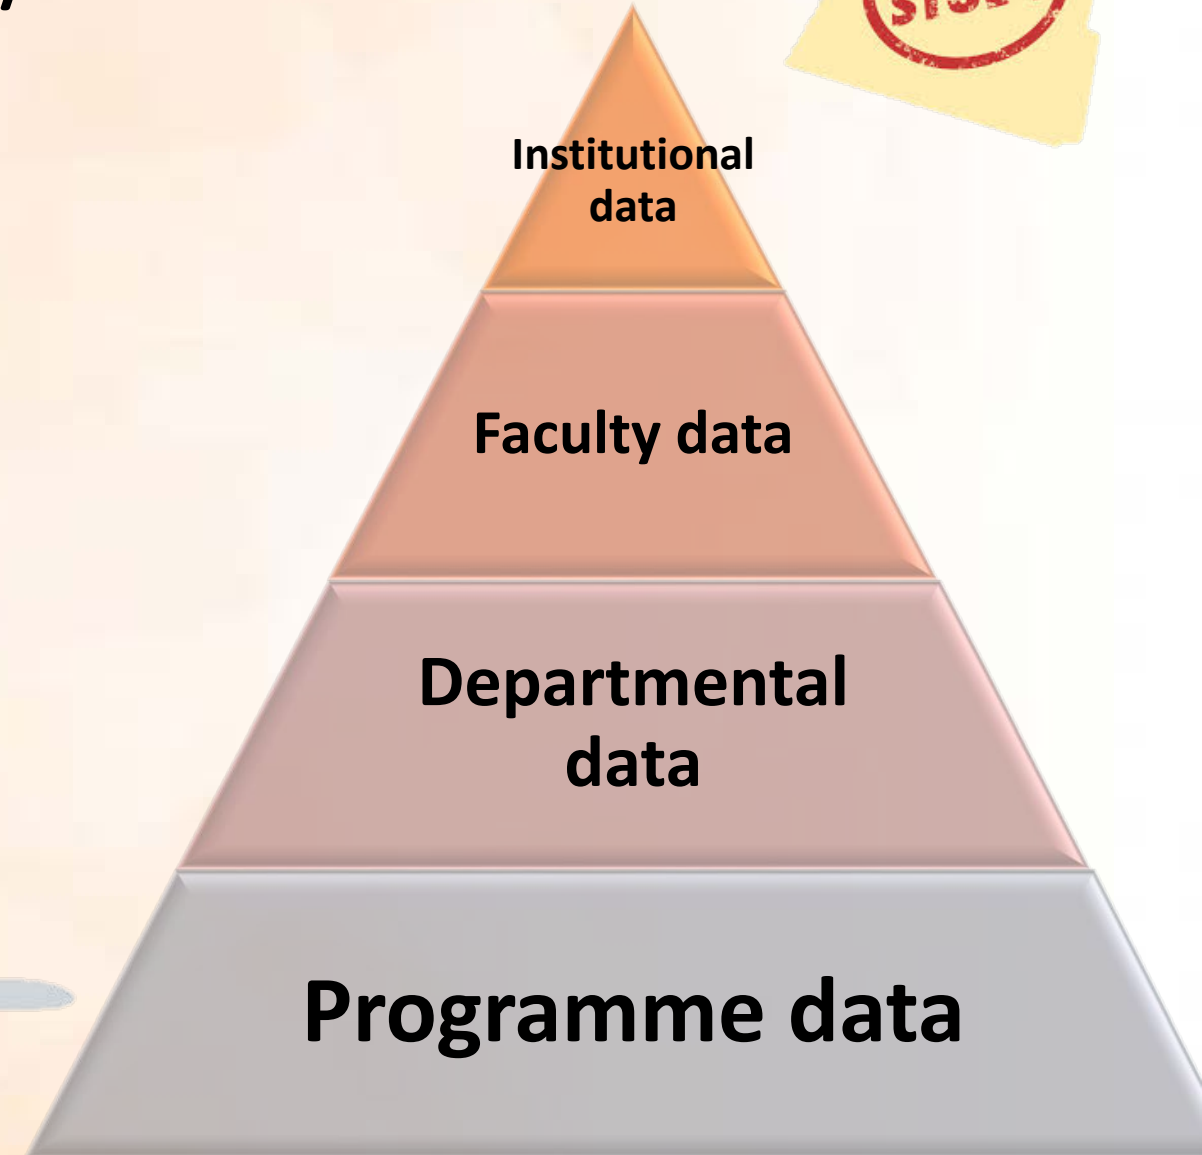 Institutional
data
Faculty data
Departmental
data
Programme data